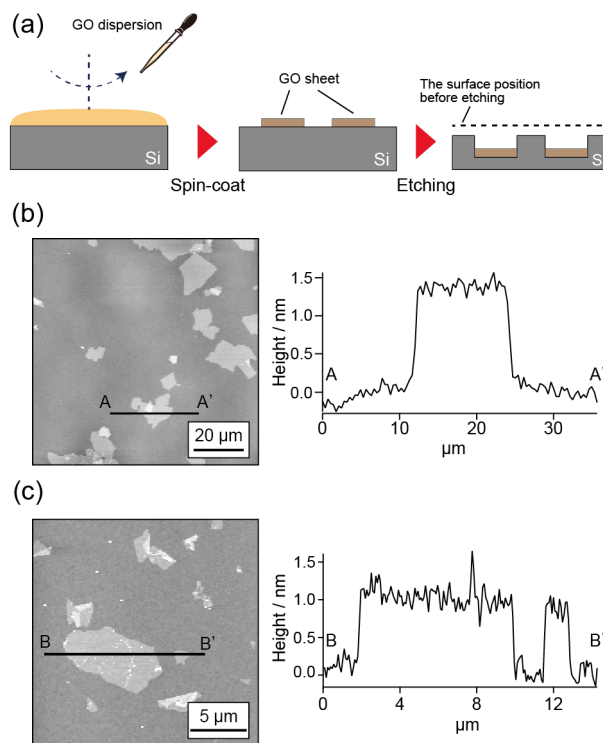 (a)
GO dispersion
Si
Spin-coat
GO sheet
Si
Etching
The surface position
before etching
Si
(b)
A
A’
20 μm
Height / nm
1.5
1.0
0.5
0.0
A
A’
0
10
20
30
μm
(c)
B
B’
5 μm
Height / nm
1.5
1.0
0.5
0.0
B
B’
0
4
8
12
μm